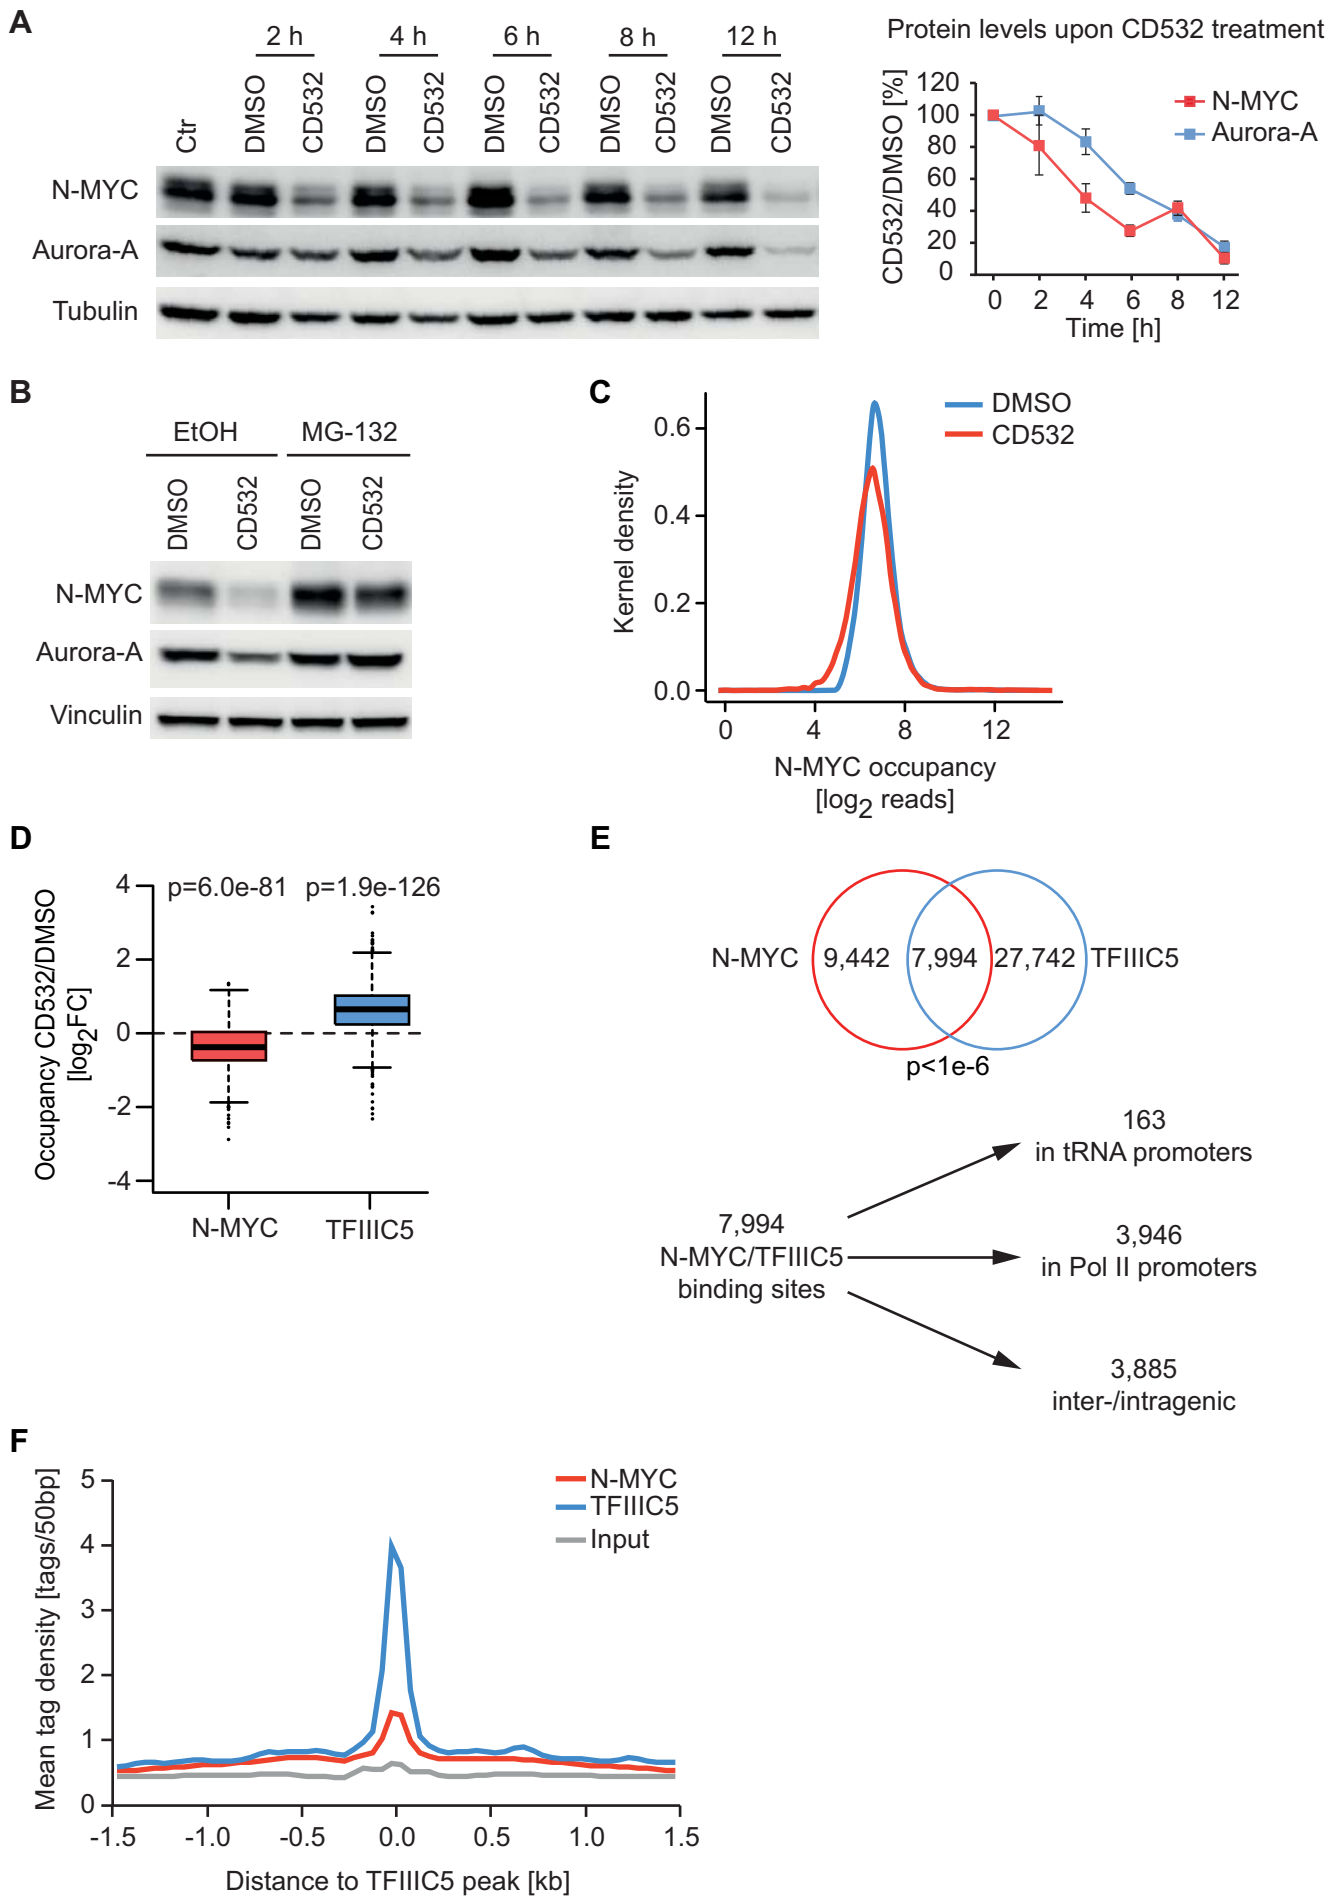 A
2 h
4 h
6 h
8 h
12 h
Ctr
DMSO
CD532
DMSO
CD532
DMSO
CD532
DMSO
CD532
DMSO
CD532
N-MYC
Aurora-A
Tubulin
Protein levels upon CD532 treatment
CD532/DMSO [%]
120
100
80
60
40
20
0
0 2 4 6 8 12
Time [h]
N-MYC
Aurora-A
B
EtOH
MG-132
DMSO
CD532
DMSO
CD532
N-MYC
Aurora-A
Vinculin
C
DMSO
CD532
Kernel density
0.6
0.4
0.2
0.0
0 4 8 12
N-MYC occupancy
[log2 reads]
D
Occupancy CD532/DMSO
[log2FC]
p=6.0e-81
p=1.9e-126
4
2
0
-2
-4
N-MYC
TFIIIC5
E
N-MYC
9,442
7,994
27,742
TFIIIC5
p<1e-6
7,994
N-MYC/TFIIIC5
binding sites
163
in tRNA promoters
3,946
in Pol II promoters
3,885
inter-/intragenic
F
Mean tag density [tags/50bp]
5
4
3
2
1
0
-1.5 -1.0 -0.5 0.0 0.5 1.0 1.5
Distance to TFIIIC5 peak [kb]
N-MYC
TFIIIC5
Input